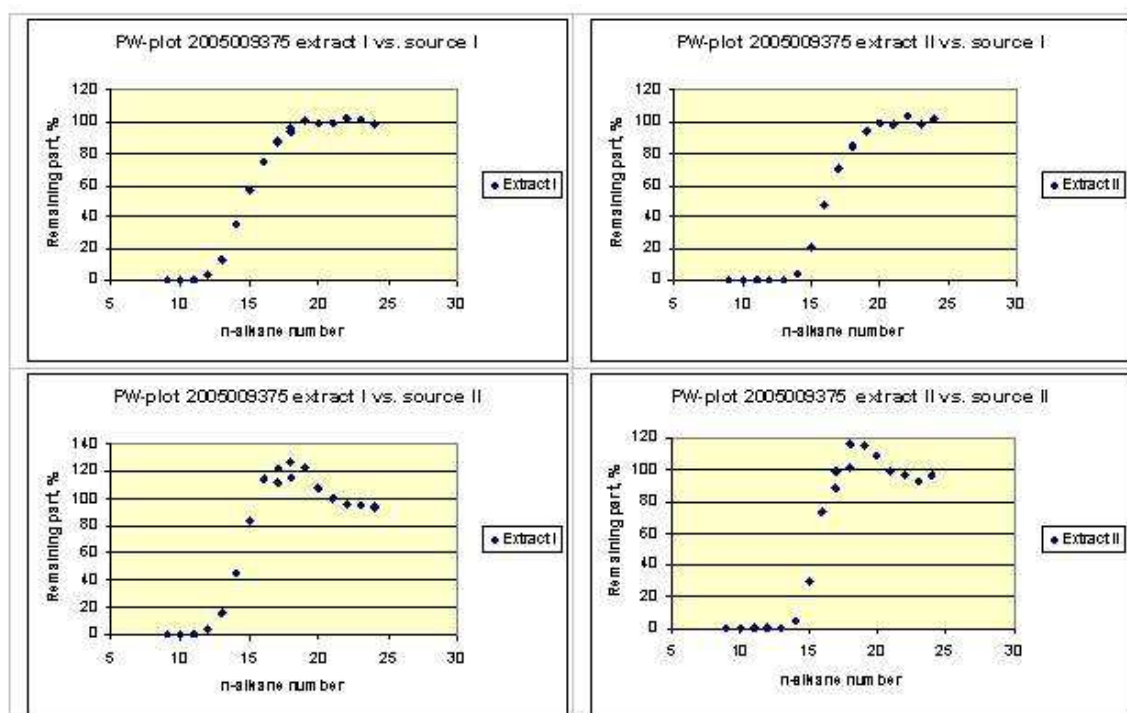 PW-plot 2005009375 extract I vs. source I
120
100
80
60
40
20
0
Remaining part, %
5 10 15 20 25 30
n-alkane number
Extract I
PW-plot 2005009375 extract II vs. source I
120
100
80
60
40
20
0
Remaining part, %
5 10 15 20 25 30
n-alkane number
Extract II
PW-plot 2005009375 extract I vs. source II
140
120
100
80
60
40
20
0
Remaining part, %
5 10 15 20 25 30
n-alkane number
Extract I
PW-plot 2005009375 extract II vs. source II
120
100
80
60
40
20
0
Remaining part, %
5 10 15 20 25 30
n-alkane number
Extract II